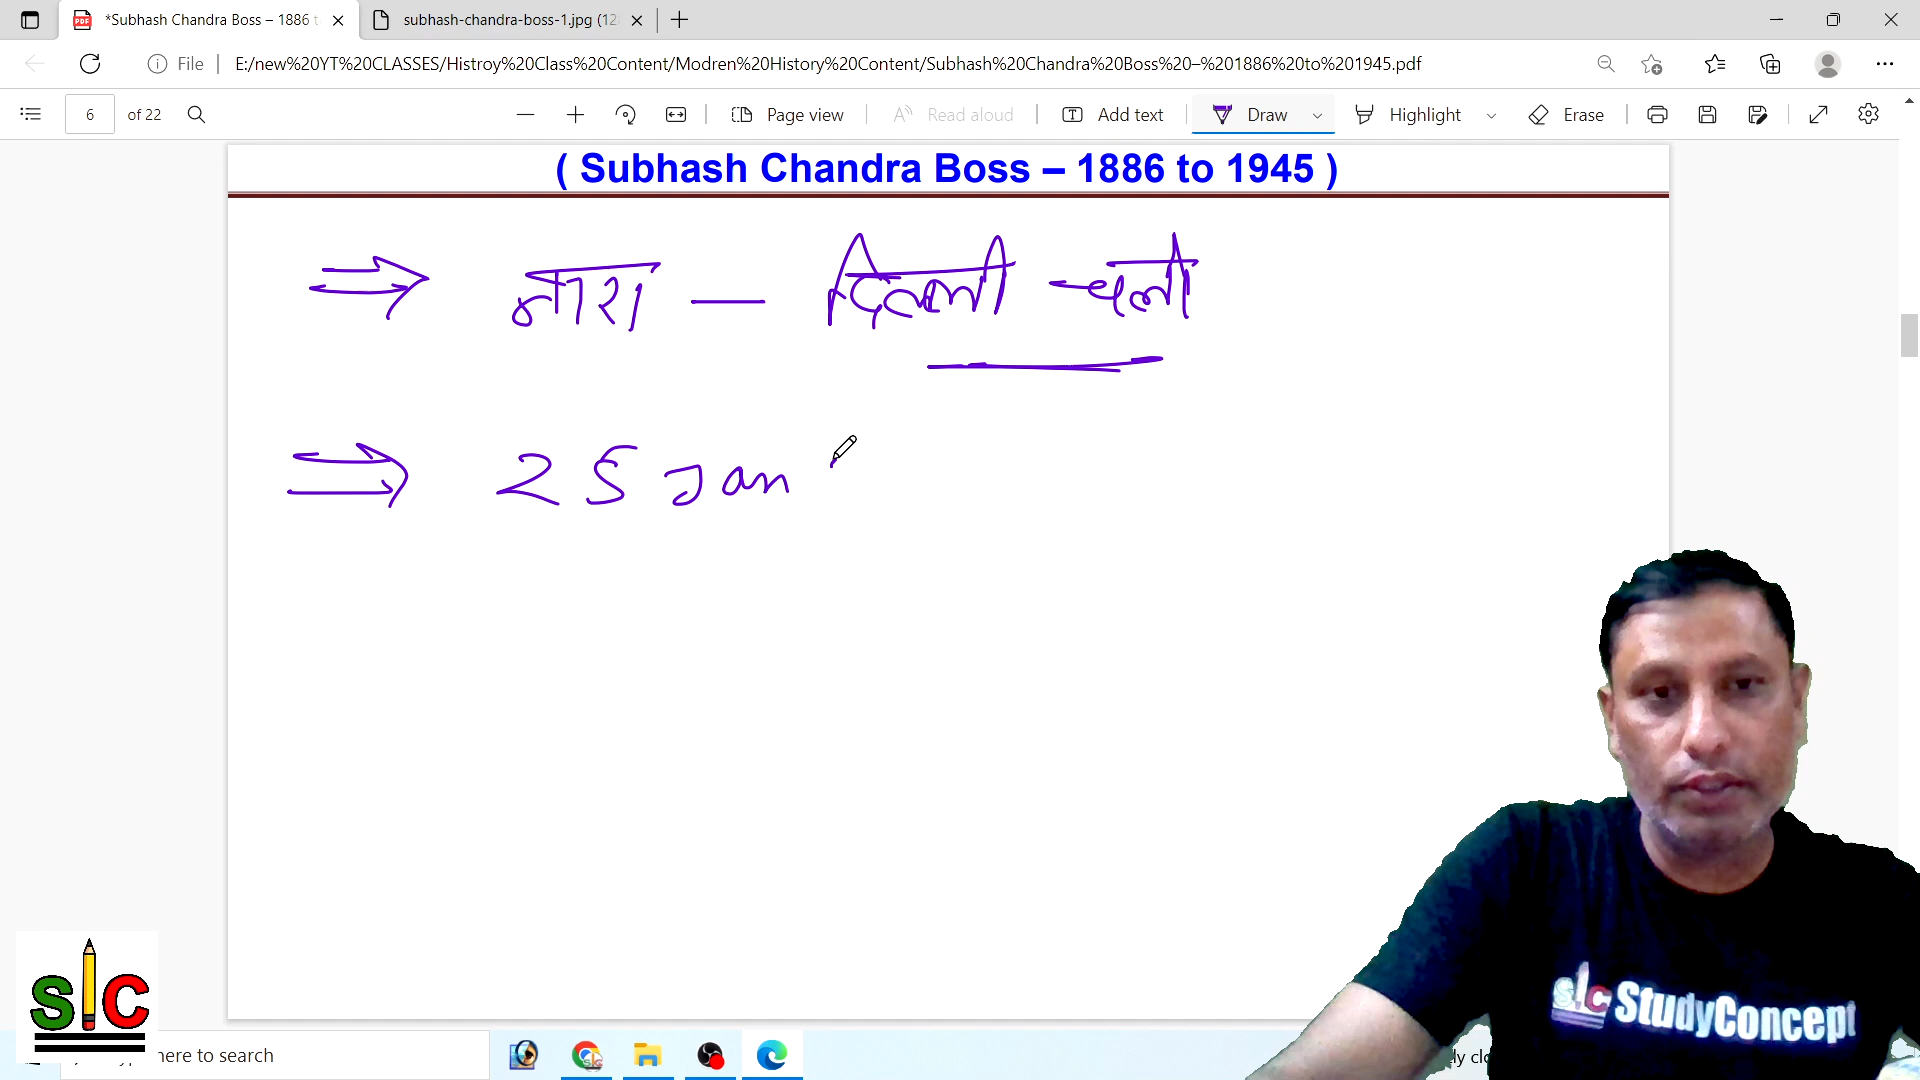 *Subhash Chandra Boss – 1886 t
subhash-chandra-boss-1.jpg (12
File
E:/new%20YT%20CLASSES/Histroy%20Class%20Content/Modren%20History%20Content/Subhash%20Chandra%20Boss%20–%201886%20to%201945.pdf
6 of 22
Page view
Read aloud
Add text
Draw
Highlight
Erase
( Subhash Chandra Boss – 1886 to 1945 )
नारा — दिल्ली चलो
25 Jan
slc StudyConcept
slc
here to search